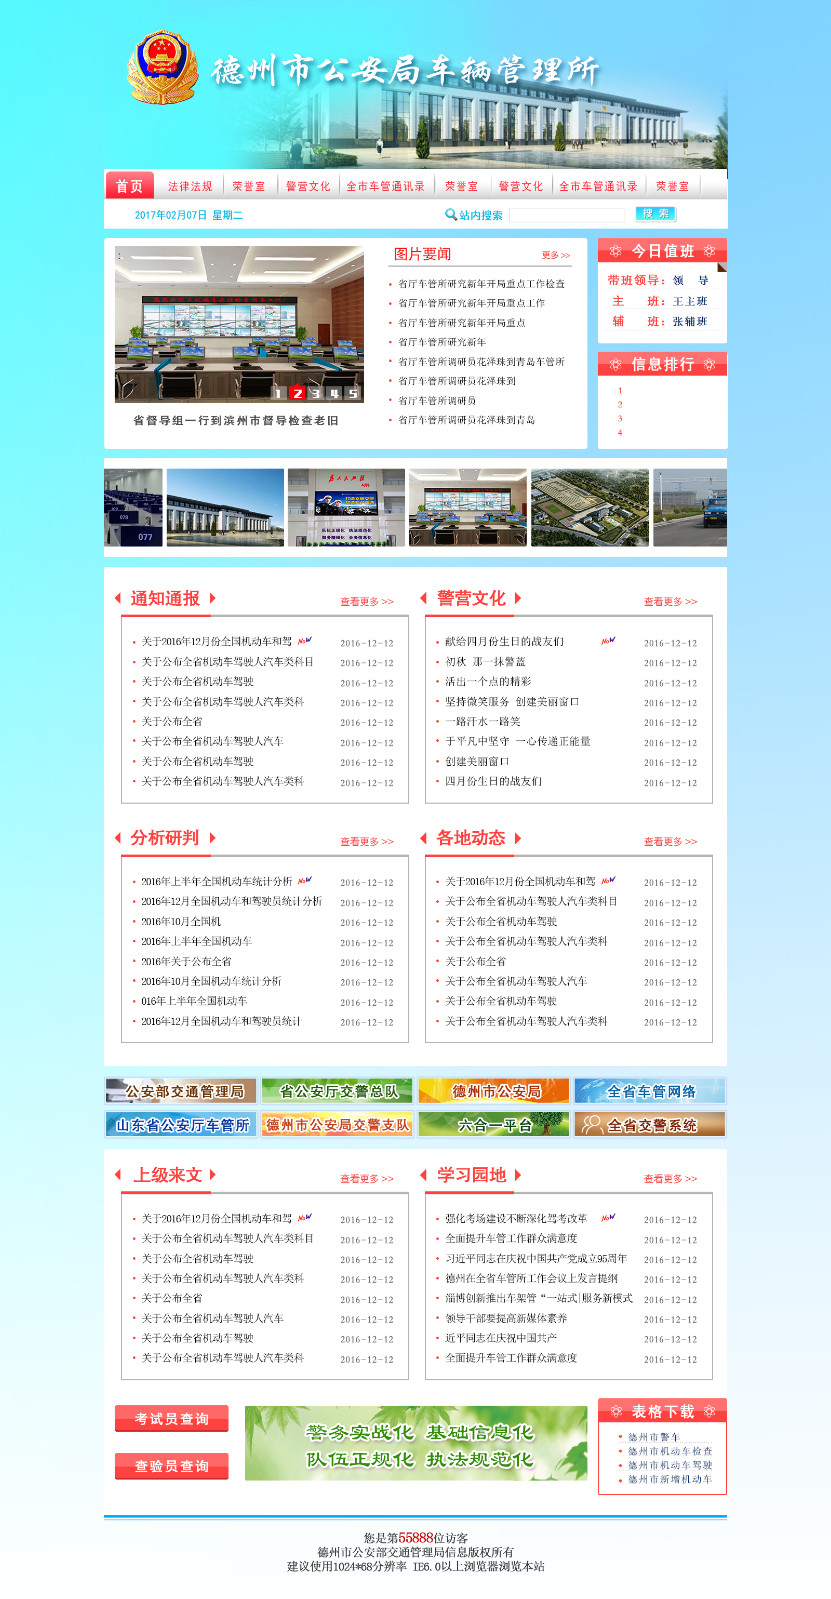 德州市公安局车辆管理所
首页 法律法规 荣誉室 警营文化 全市车管通讯录 荣誉室 警营文化 全市车管通讯录 荣誉室
2017年02月07日 星期二 站内搜索 搜 索
图片要闻 更多 >>
省厅车管所研究新年开局重点工作检查
省厅车管所研究新年开局重点工作
省厅车管所研究新年开局重点
省厅车管所研究新年
省厅车管所调研员花泽珠到青岛车管所
省厅车管所调研员花泽珠到
省厅车管所调研员
省厅车管所调研员花泽珠到青岛
1 2 3 4 5
省督导组一行到滨州市督导检查老旧
今日值班
带班领导：领 导
主 班：王主班
辅 班：张辅班
信息排行
1
2
3
4
078
077
队伍正规化 执法规范化
服务周到化 业务信息化
通知通报 查看更多 >>
关于2016年12月份全国机动车和驾 New 2016-12-12
关于公布全省机动车驾驶人汽车类科目 2016-12-12
关于公布全省机动车驾驶 2016-12-12
关于公布全省机动车驾驶人汽车类科 2016-12-12
关于公布全省 2016-12-12
关于公布全省机动车驾驶人汽车 2016-12-12
关于公布全省机动车驾驶 2016-12-12
关于公布全省机动车驾驶人汽车类科 2016-12-12
警营文化 查看更多 >>
献给四月份生日的战友们 New 2016-12-12
初秋 那一抹警蓝 2016-12-12
活出一个点的精彩 2016-12-12
坚持微笑服务 创建美丽窗口 2016-12-12
一路汗水一路笑 2016-12-12
于平凡中坚守 一心传递正能量 2016-12-12
创建美丽窗口 2016-12-12
四月份生日的战友们 2016-12-12
分析研判 查看更多 >>
2016年上半年全国机动车统计分析 New 2016-12-12
2016年12月全国机动车和驾驶员统计分析 2016-12-12
2016年10月全国机 2016-12-12
2016年上半年全国机动车 2016-12-12
2016年关于公布全省 2016-12-12
2016年10月全国机动车统计分析 2016-12-12
016年上半年全国机动车 2016-12-12
2016年12月全国机动车和驾驶员统计 2016-12-12
各地动态 查看更多 >>
关于2016年12月份全国机动车和驾 New 2016-12-12
关于公布全省机动车驾驶人汽车类科目 2016-12-12
关于公布全省机动车驾驶 2016-12-12
关于公布全省机动车驾驶人汽车类科 2016-12-12
关于公布全省 2016-12-12
关于公布全省机动车驾驶人汽车 2016-12-12
关于公布全省机动车驾驶 2016-12-12
关于公布全省机动车驾驶人汽车类科 2016-12-12
公安部交通管理局 省公安厅交警总队 德州市公安局 全省车管网络
山东省公安厅车管所 德州市公安局交警支队 六合一平台 全省交警系统
上级来文 查看更多 >>
关于2016年12月份全国机动车和驾 New 2016-12-12
关于公布全省机动车驾驶人汽车类科目 2016-12-12
关于公布全省机动车驾驶 2016-12-12
关于公布全省机动车驾驶人汽车类科 2016-12-12
关于公布全省 2016-12-12
关于公布全省机动车驾驶人汽车 2016-12-12
关于公布全省机动车驾驶 2016-12-12
关于公布全省机动车驾驶人汽车类科 2016-12-12
学习园地 查看更多 >>
强化考场建设不断深化驾考改革 New 2016-12-12
全面提升车管工作群众满意度 2016-12-12
习近平同志在庆祝中国共产党成立95周年 2016-12-12
德州在全省车管所工作会议上发言提纲 2016-12-12
淄博创新推出车架管“一站式|服务新模式 2016-12-12
领导干部要提高新媒体素养 2016-12-12
近平同志在庆祝中国共产 2016-12-12
全面提升车管工作群众满意度 2016-12-12
考试员查询
查验员查询
警务实战化 基础信息化
队伍正规化 执法规范化
表格下载
德州市警车
德州市机动车检查
德州市机动车驾驶
德州市新增机动车
您是第55888位访客
德州市公安部交通管理局信息版权所有
建议使用1024*68分辨率 IE6.0以上浏览器浏览本站